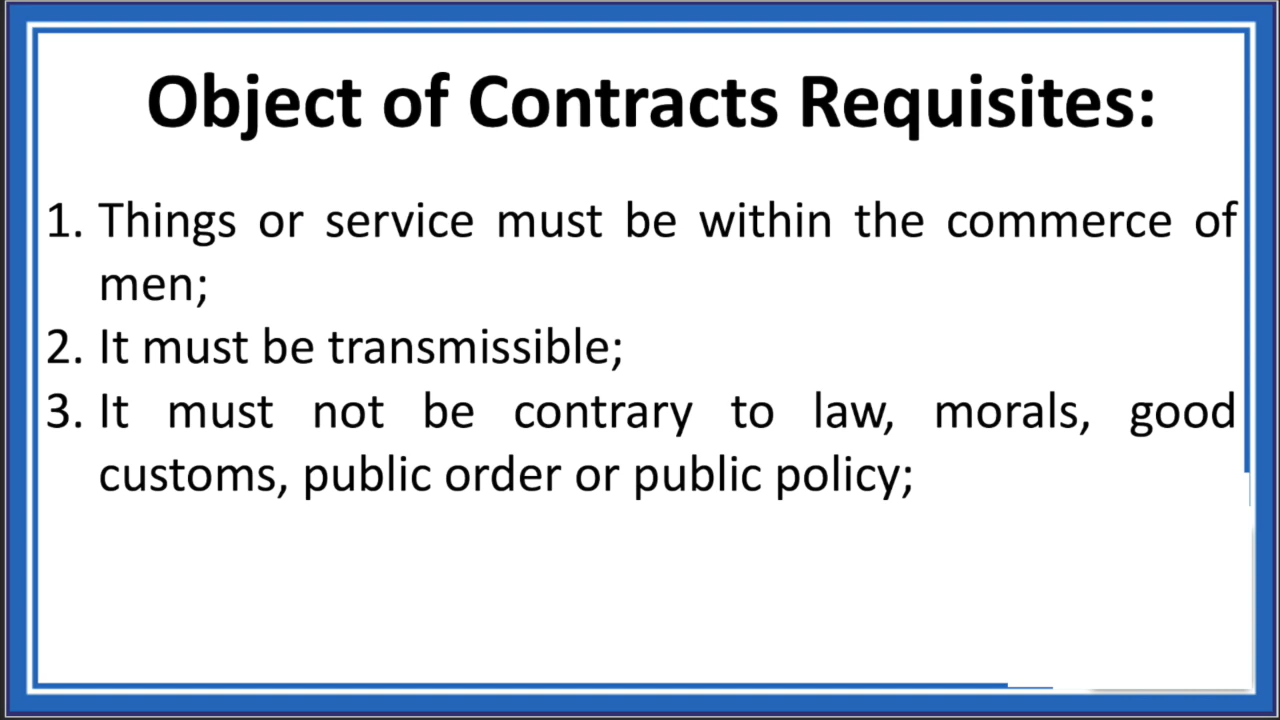 Object of Contracts Requisites:
1. Things or service must be within the commerce of
men;
2. It must be transmissible;
3. It must not be contrary to law, morals, good
customs, public order or public policy;